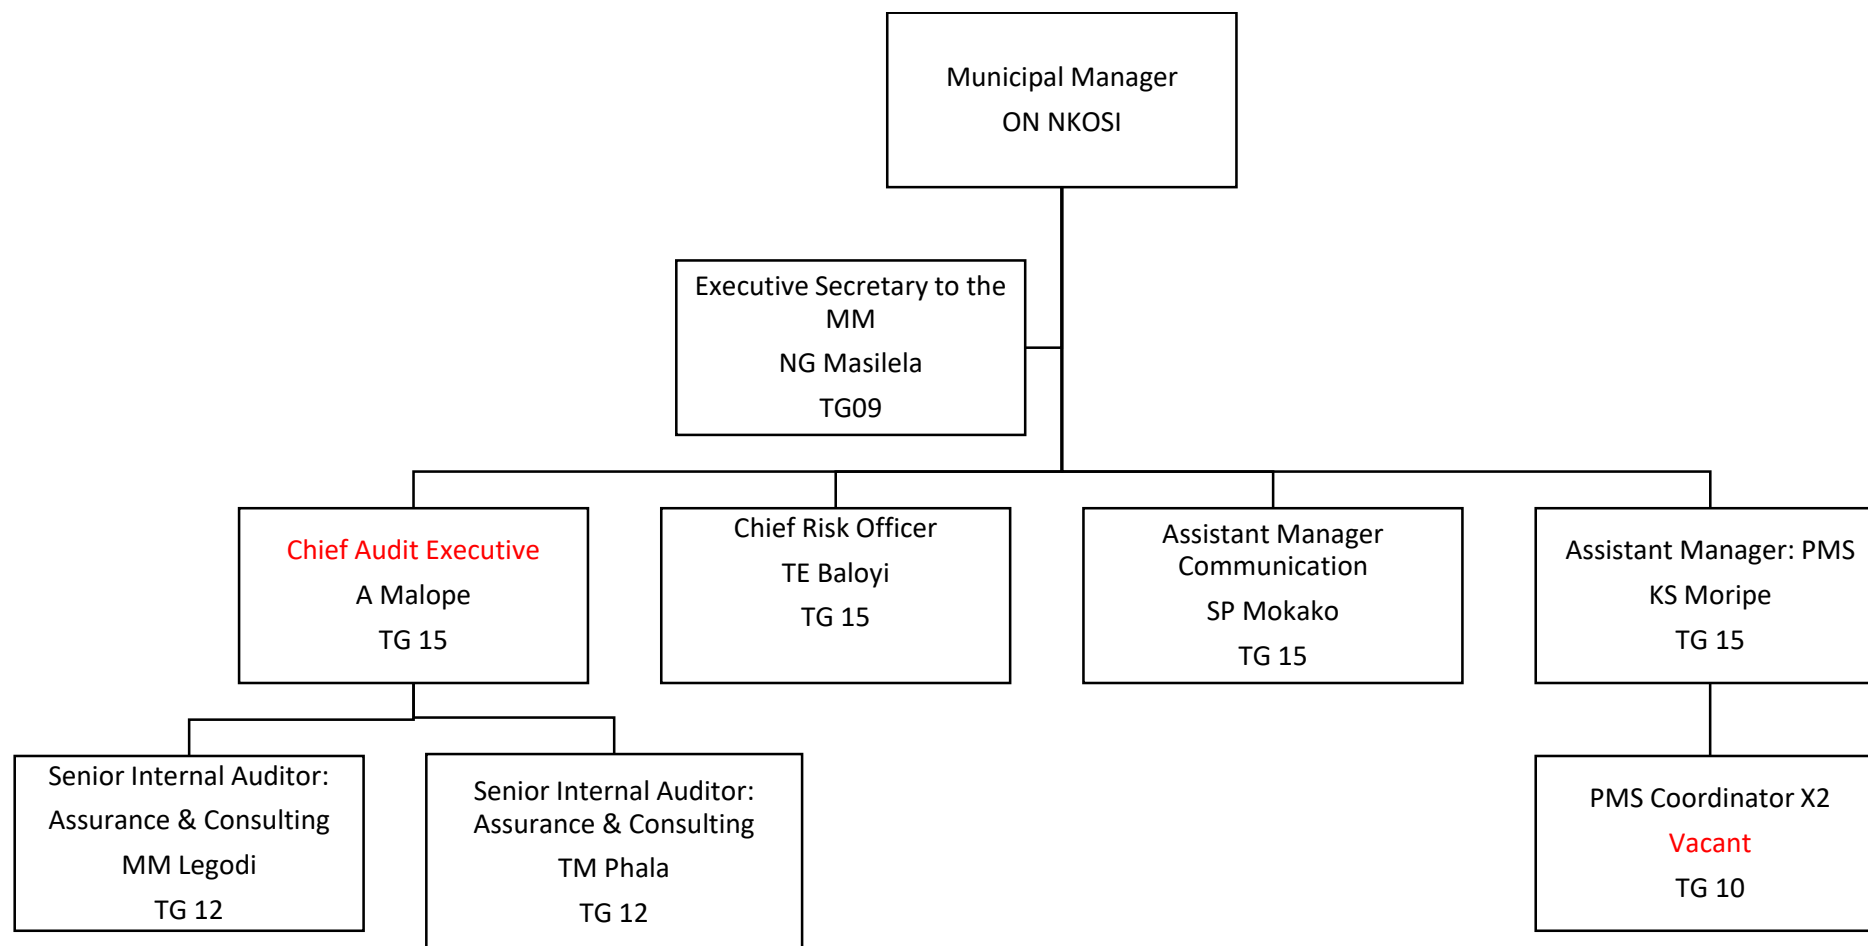 Municipal Manager
ON NKOSI
Executive Secretary to the
MM
NG Masilela
TG09
Chief Audit Executive
A Malope
TG 15
Chief Risk Officer
TE Baloyi
TG 15
Assistant Manager
Communication
SP Mokako
TG 15
Assistant Manager: PMS
KS Moripe
TG 15
Senior Internal Auditor:
Assurance & Consulting
MM Legodi
TG 12
Senior Internal Auditor:
Assurance & Consulting
TM Phala
TG 12
PMS Coordinator X2
Vacant
TG 10